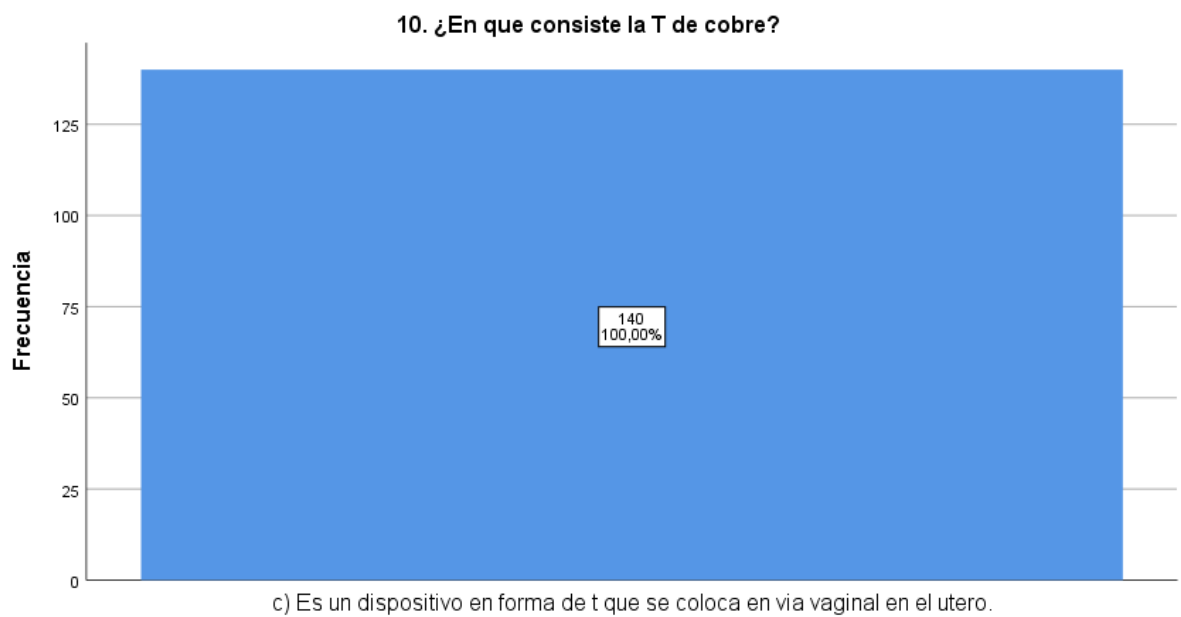 10. ¿En que consiste la T de cobre?
Frecuencia
125
100
75
50
25
0
140
100,00%
c) Es un dispositivo en forma de t que se coloca en via vaginal en el utero.